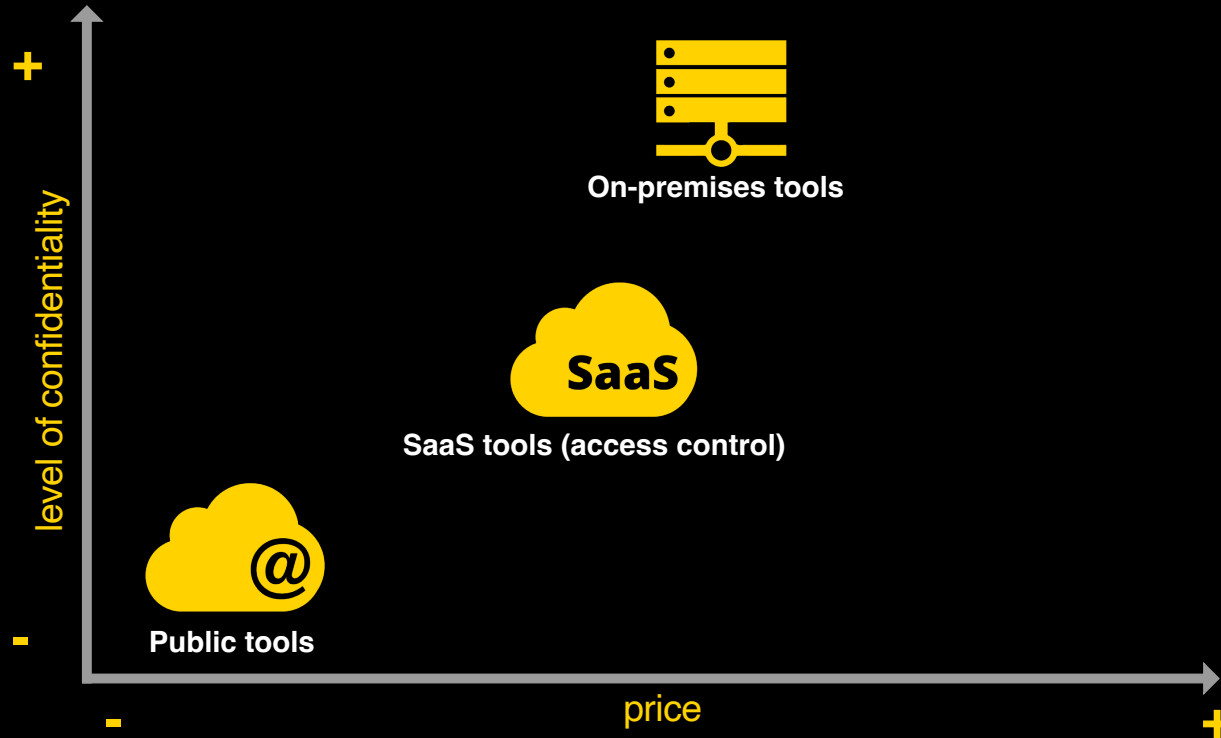 +
On-premises tools
level of confidentiality
SaaS
SaaS tools (access control)
@
Public tools
-
price
-
+